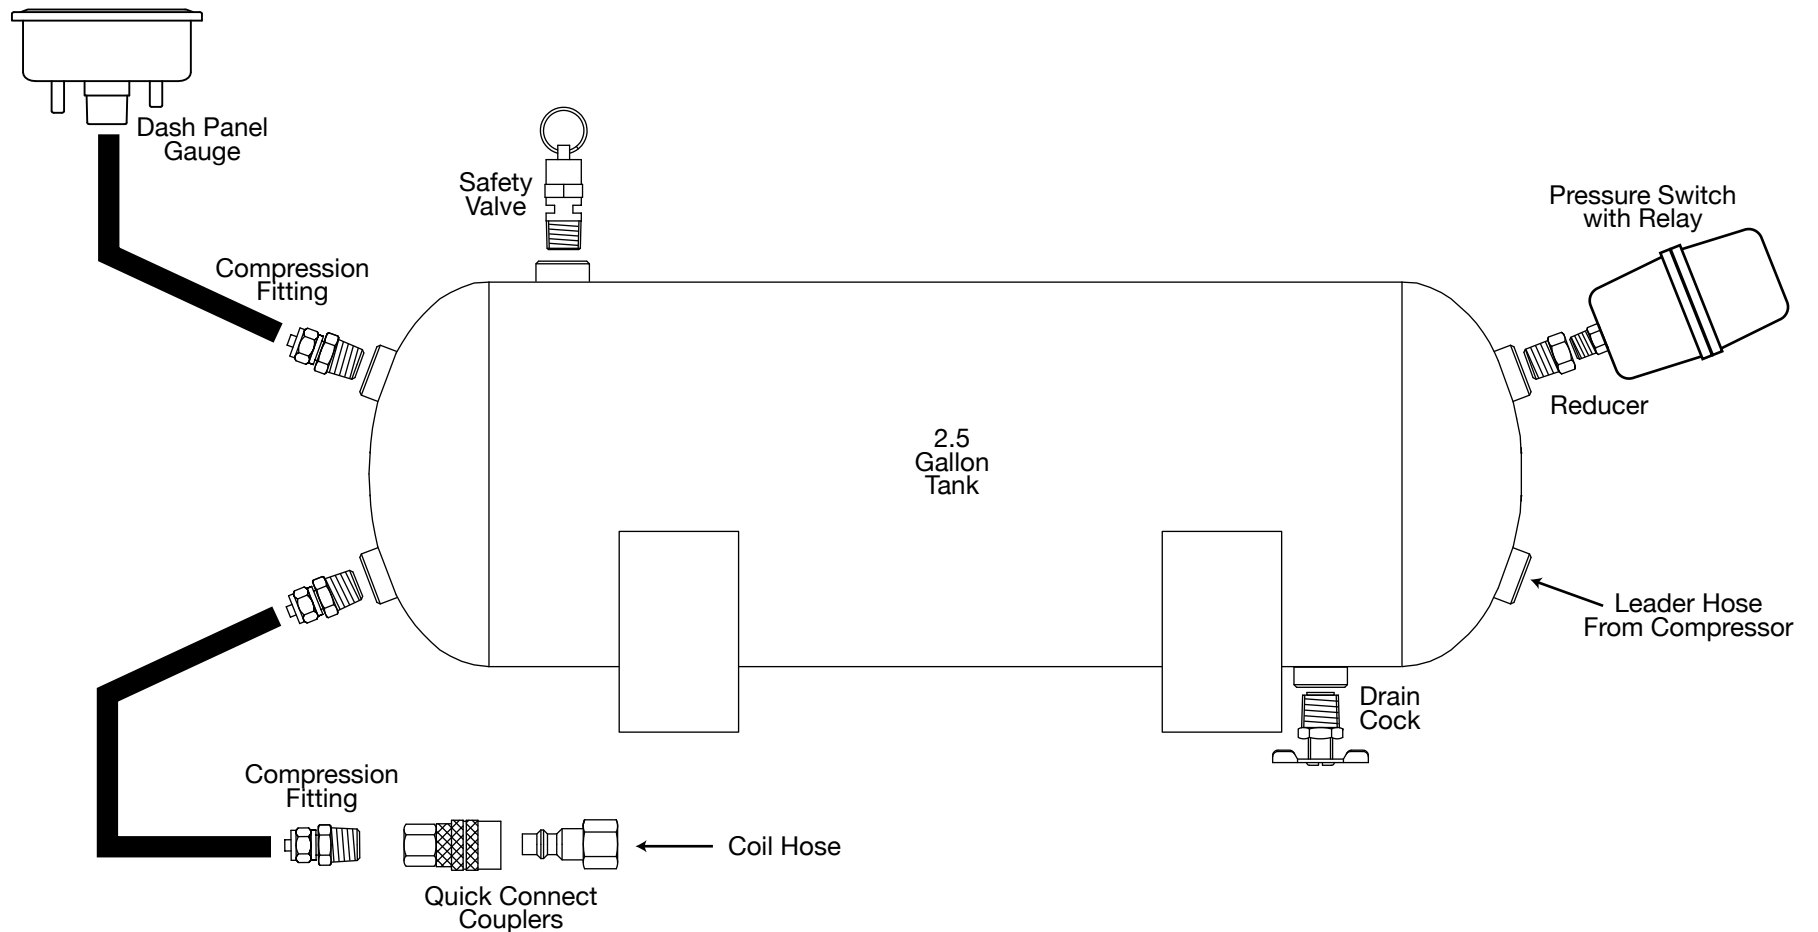 Dash Panel
Gauge
Safety
Valve
Pressure Switch
with Relay
Compression
Fitting
Reducer
2.5
Gallon
Tank
Leader Hose
From Compressor
Drain
Cock
Compression
Fitting
Coil Hose
Quick Connect
Couplers